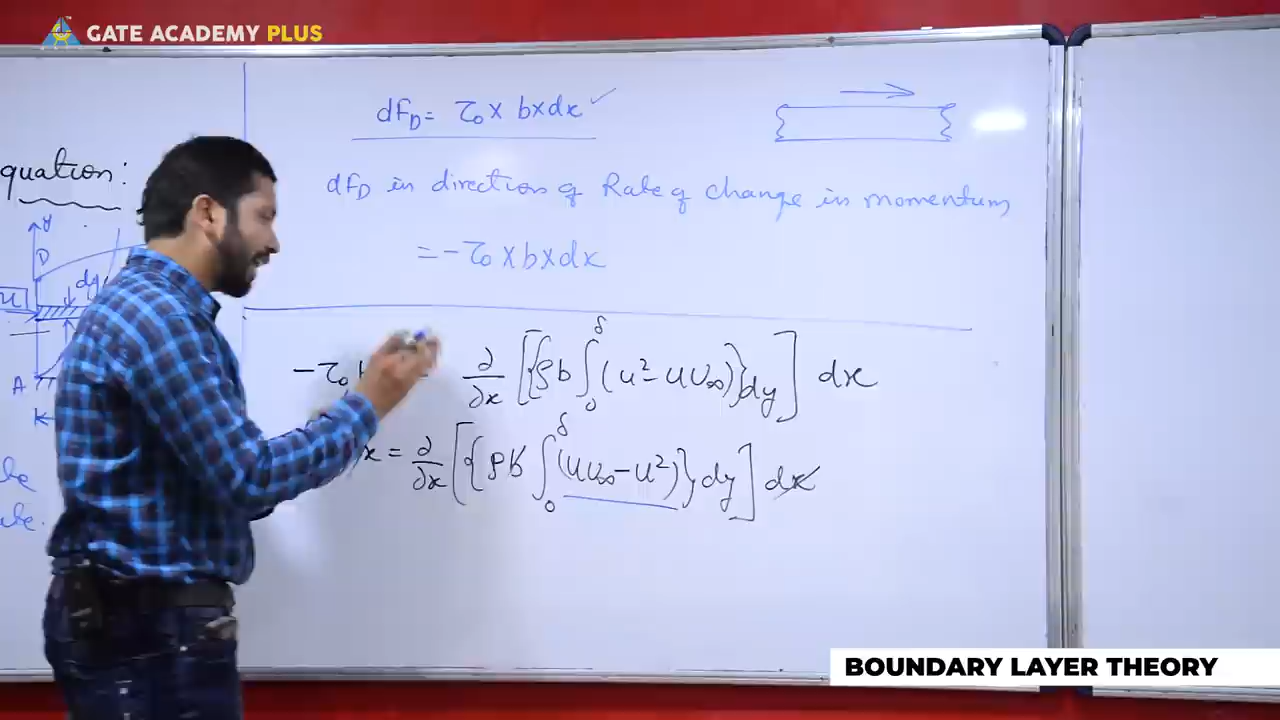 GATE ACADEMY PLUS
dF_D = τ₀ × b × dx ✓
quation:
dF_D in direction of Rate of change in momentum,
= -τ₀ × b × dx
y
D
dy
u
A
-τ₀ ∂/∂x [{ρb ∫₀^δ (u² - uU∞)}dy] dx
x = ∂/∂x [{ρb ∫₀^δ (uU∞ - u²)}dy] dx
BOUNDARY LAYER THEORY